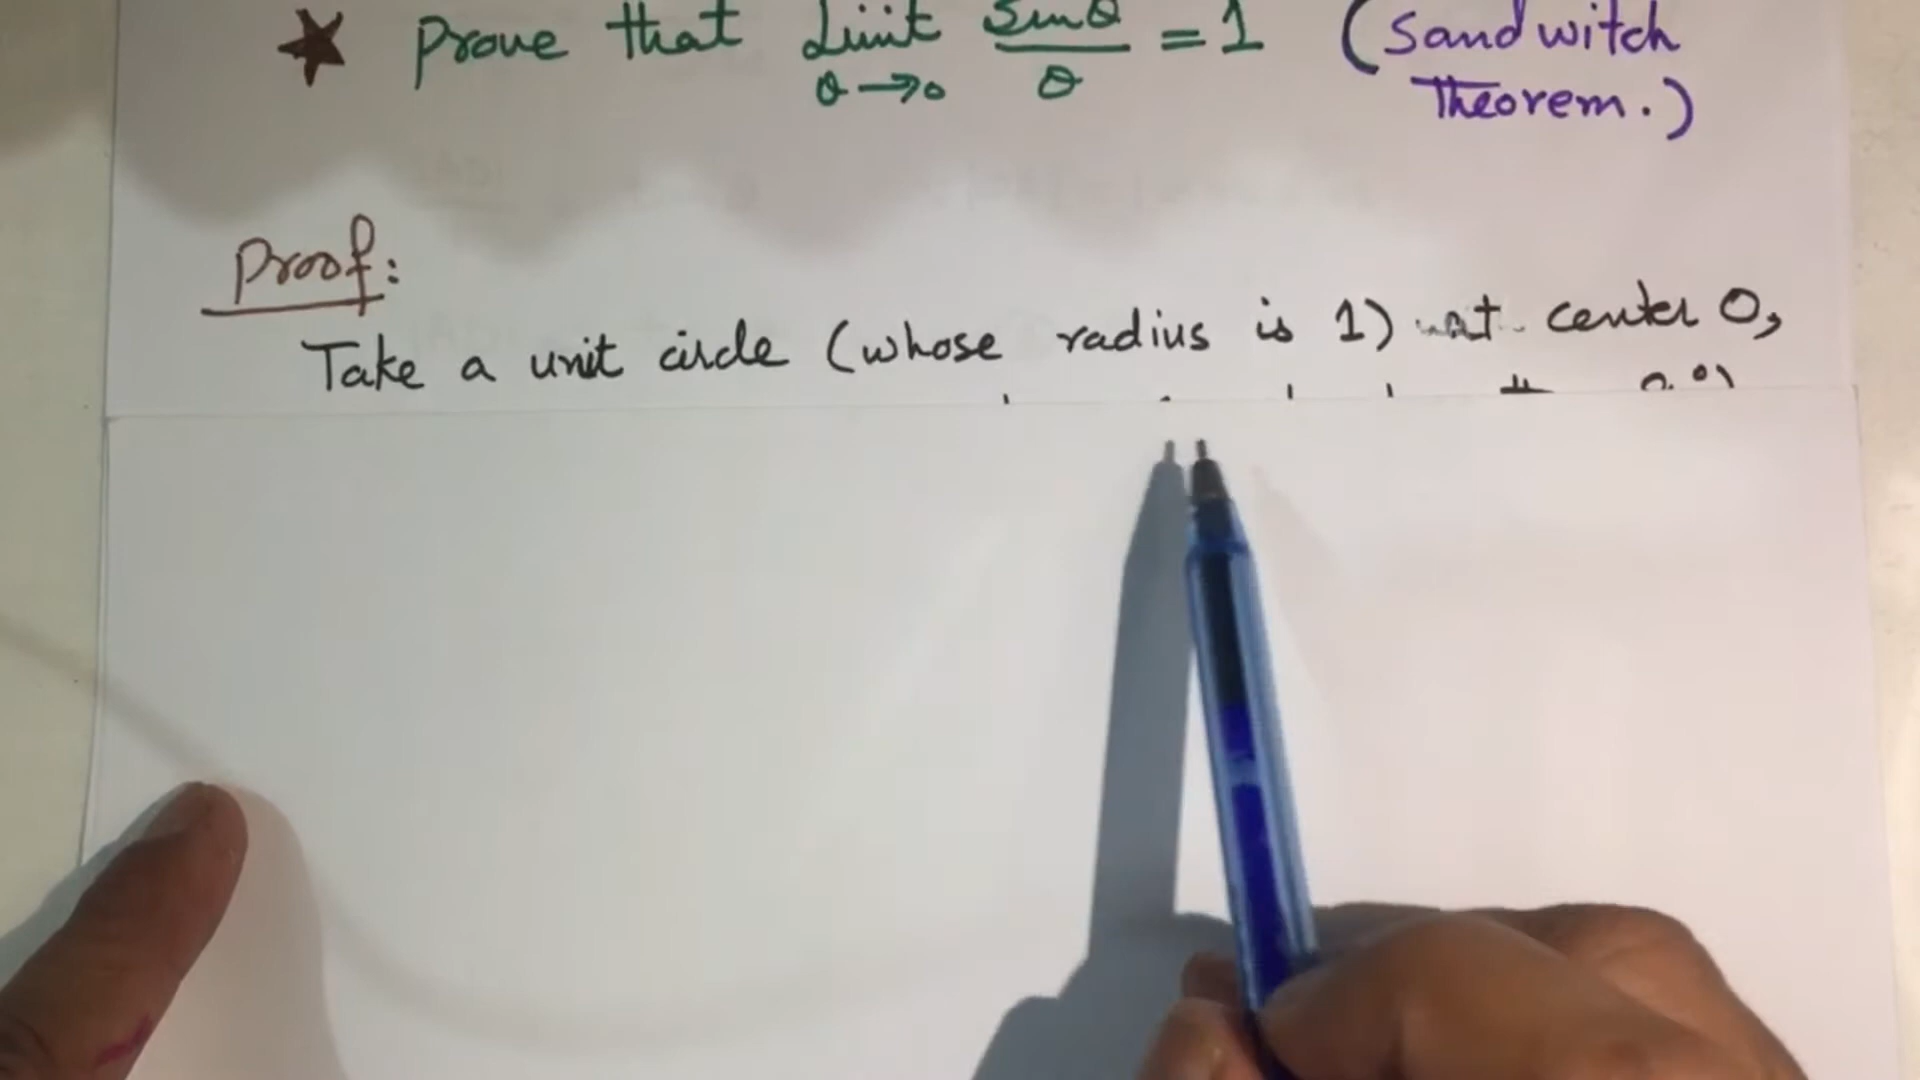 ★ Prove that Limit sinθ/θ = 1 (Sandwitch
θ→0 Theorem.)
Proof:
Take a unit circle (whose radius is 1) at center O,